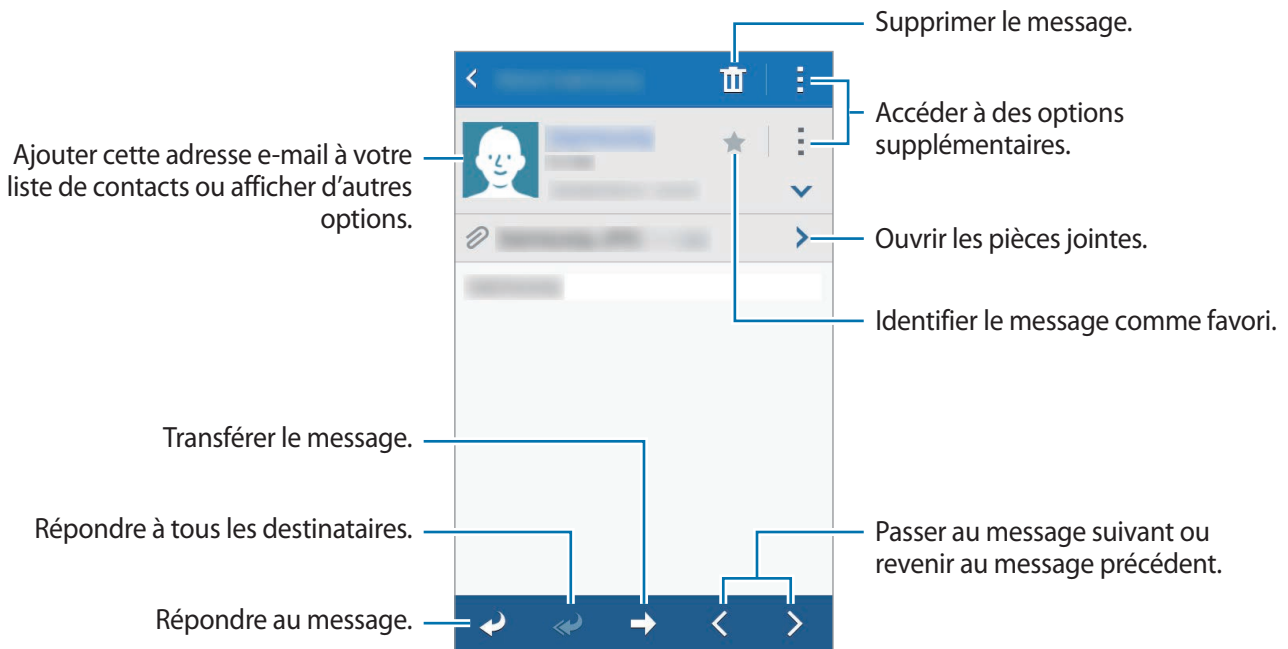 Supprimer le message.
Accéder à des options
supplémentaires.
Ajouter cette adresse e-mail à votre
liste de contacts ou afficher d'autres
options.
Ouvrir les pièces jointes.
Identifier le message comme favori.
Transférer le message.
Répondre à tous les destinataires.
Passer au message suivant ou
revenir au message précédent.
Répondre au message.